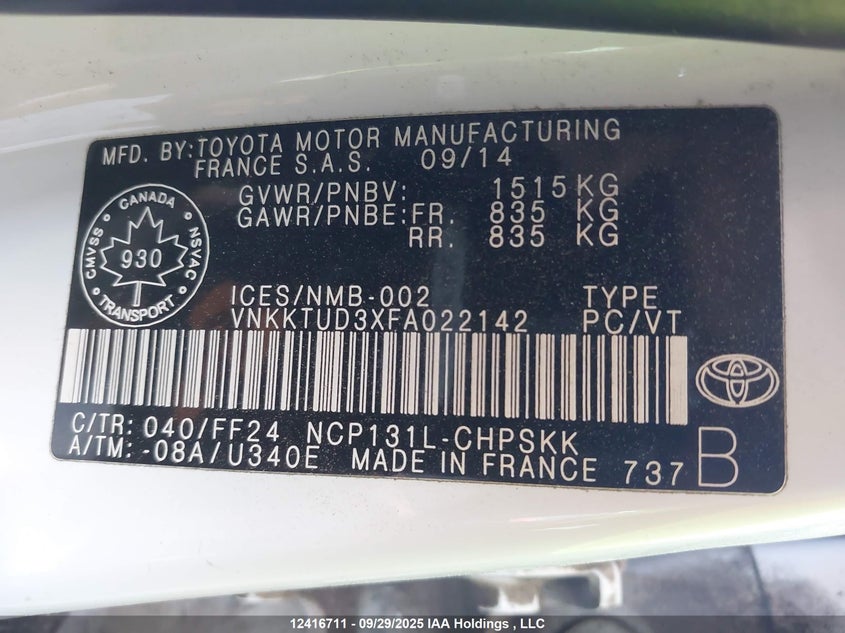 MFD. BY: TOYOTA MOTOR MANUFACTURING
FRANCE S.A.S. 09/14
GVWR/PNBV: 1515 KG
GAWR/PNBE: FR. 835 KG
RR. 835 KG
CANADA
CMVSS
930
NSVAC
TRANSPORT
ICES/NMB-002 TYPE
VNKKTUD3XFA022142 PC/VT
C/TR: 040/FF24 NCP131L-CHPSKK
A/TM: -08A/U340E MADE IN FRANCE 737 B
12416711 - 09/29/2025 IAA Holdings , LLC